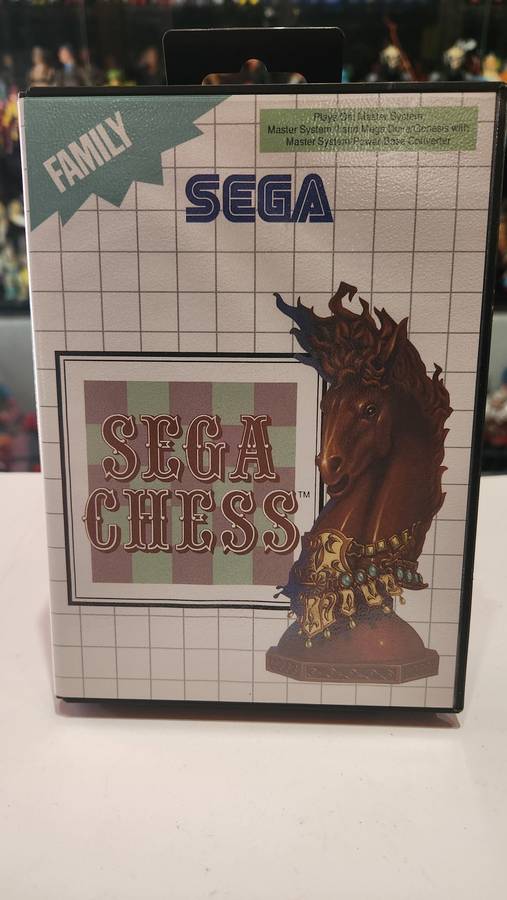 FAMILY
Plays On: Master System,
Master System II and Mega Drive/Genesis with
Master System/Power Base Converter
SEGA
SEGA
CHESS™